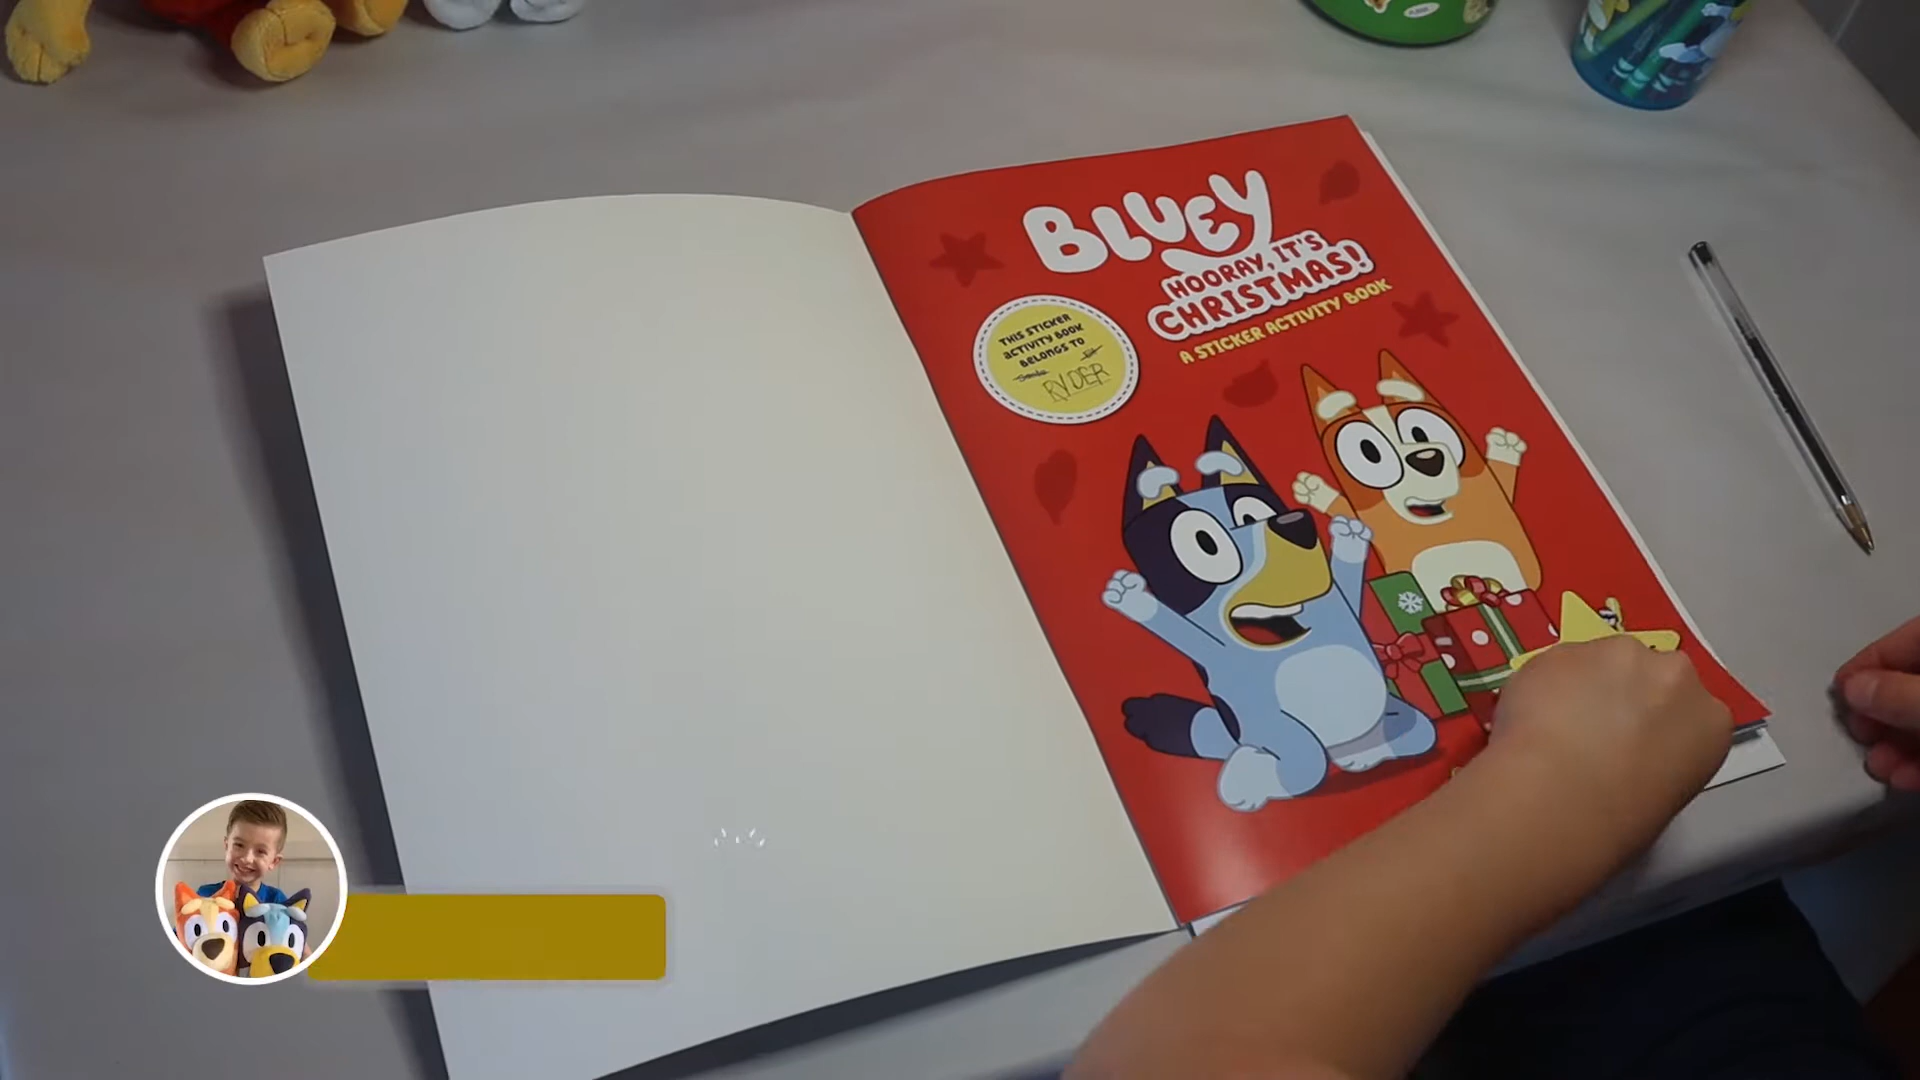 BLUEY
HOORAY, IT'S
CHRISTMAS!
A STICKER ACTIVITY BOOK
THIS STICKER
ACTIVITY BOOK
BELONGS TO
RYDER